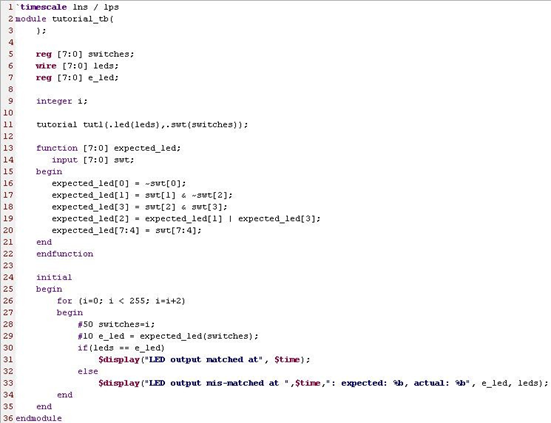 1 `timescale 1ns / 1ps
2 module tutorial_tb(
3 );
4
5 reg [7:0] switches;
6 wire [7:0] leds;
7 reg [7:0] e_led;
8
9 integer i;
10
11 tutorial tut1(.led(leds),.swt(switches));
12
13 function [7:0] expected_led;
14 input [7:0] swt;
15 begin
16 expected_led[0] = ~swt[0];
17 expected_led[1] = swt[1] & ~swt[2];
18 expected_led[3] = swt[2] & swt[3];
19 expected_led[2] = expected_led[1] | expected_led[3];
20 expected_led[7:4] = swt[7:4];
21 end
22 endfunction
23
24 initial
25 begin
26 for (i=0; i < 255; i=i+2)
27 begin
28 #50 switches=i;
29 #10 e_led = expected_led(switches);
30 if(leds == e_led)
31 $display("LED output matched at", $time);
32 else
33 $display("LED output mis-matched at ",$time,": expected: %b, actual: %b", e_led, leds);
34 end
35 end
36 endmodule